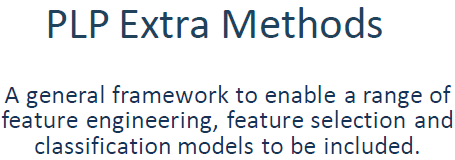 PLP Extra Methods
A general framework to enable a range of
feature engineering, feature selection and
classification models to be included.